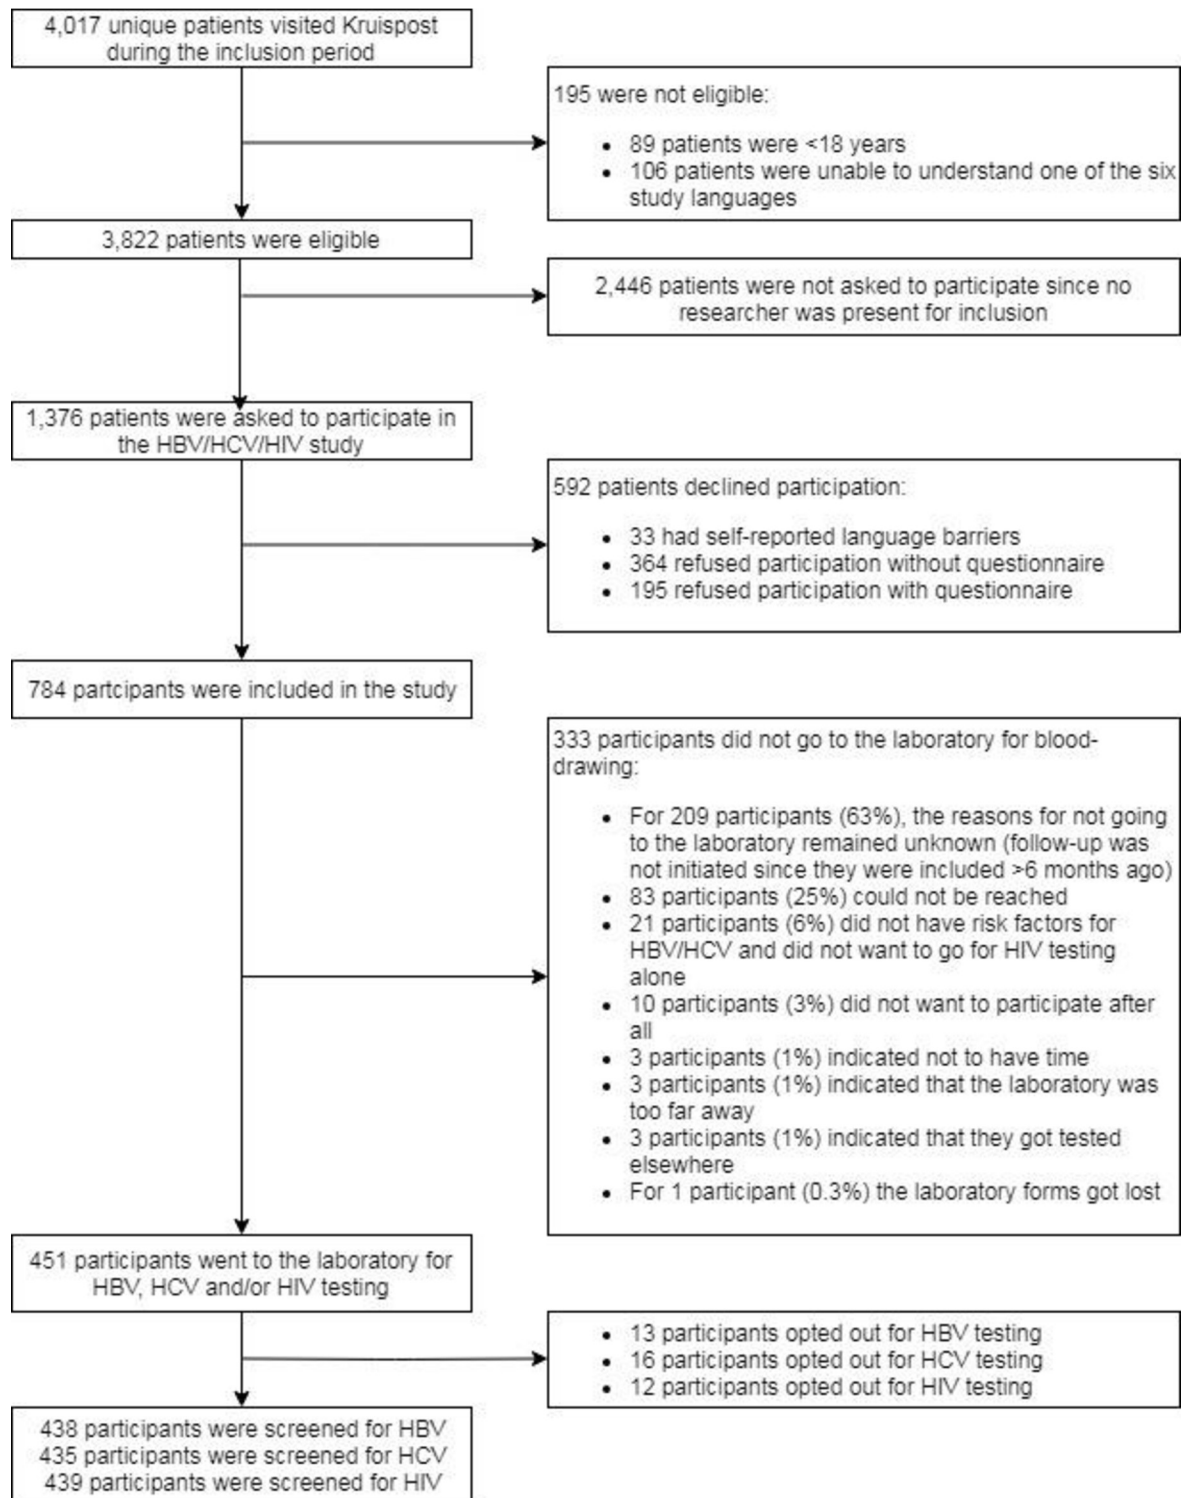 4,017 unique patients visited Kruispost
during the inclusion period
195 were not eligible:
• 89 patients were <18 years
• 106 patients were unable to understand one of the six
study languages
3,822 patients were eligible
2,446 patients were not asked to participate since no
researcher was present for inclusion
1,376 patients were asked to participate in
the HBV/HCV/HIV study
592 patients declined participation:
• 33 had self-reported language barriers
• 364 refused participation without questionnaire
• 195 refused participation with questionnaire
784 partcipants were included in the study
333 participants did not go to the laboratory for blood-
drawing:
• For 209 participants (63%), the reasons for not going
to the laboratory remained unknown (follow-up was
not initiated since they were included >6 months ago)
• 83 participants (25%) could not be reached
• 21 participants (6%) did not have risk factors for
HBV/HCV and did not want to go for HIV testing
alone
• 10 participants (3%) did not want to participate after
all
• 3 participants (1%) indicated not to have time
• 3 participants (1%) indicated that the laboratory was
too far away
• 3 participants (1%) indicated that they got tested
elsewhere
• For 1 participant (0.3%) the laboratory forms got lost
451 participants went to the laboratory for
HBV, HCV and/or HIV testing
• 13 participants opted out for HBV testing
• 16 participants opted out for HCV testing
• 12 participants opted out for HIV testing
438 participants were screened for HBV
435 participants were screened for HCV
439 participants were screened for HIV